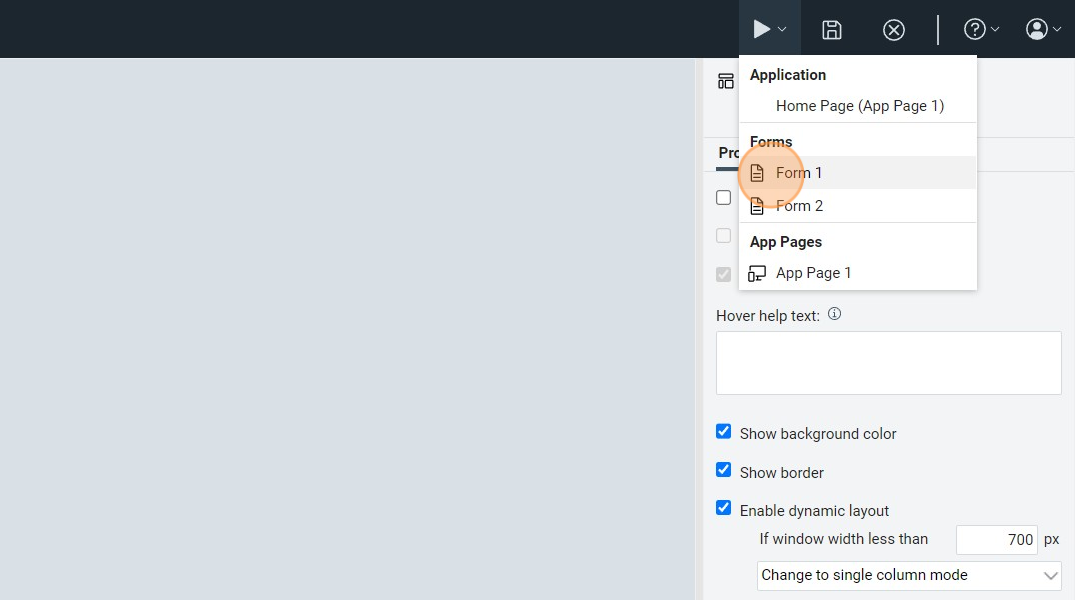 Application
Home Page (App Page 1)
Forms
Form 1
Form 2
App Pages
App Page 1
Hover help text:
Show background color
Show border
Enable dynamic layout
If window width less than 700 px
Change to single column mode